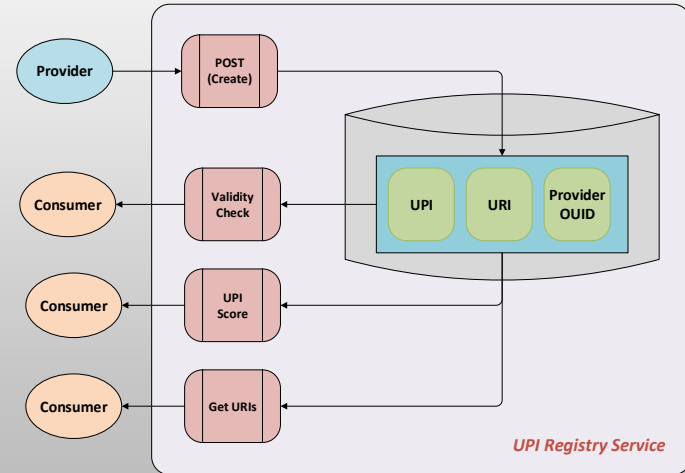 Provider
POST
(Create)
Consumer
Validity
Check
UPI
URI
Provider
OUID
Consumer
UPI
Score
Consumer
Get URIs
UPI Registry Service